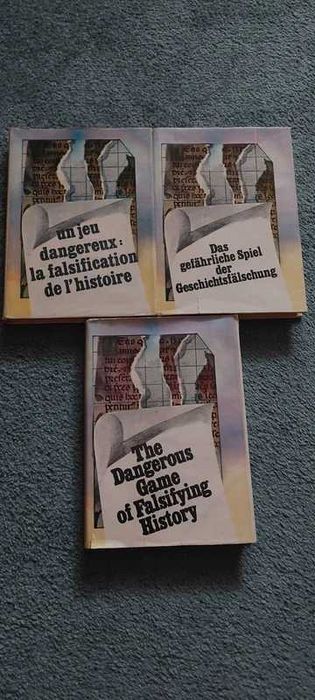 un jeu
dangereux:
la falsification
de l'histoire
Das
gefährliche Spiel
der
Geschichtsfälschung
The
Dangerous
Game
of Falsifying
History